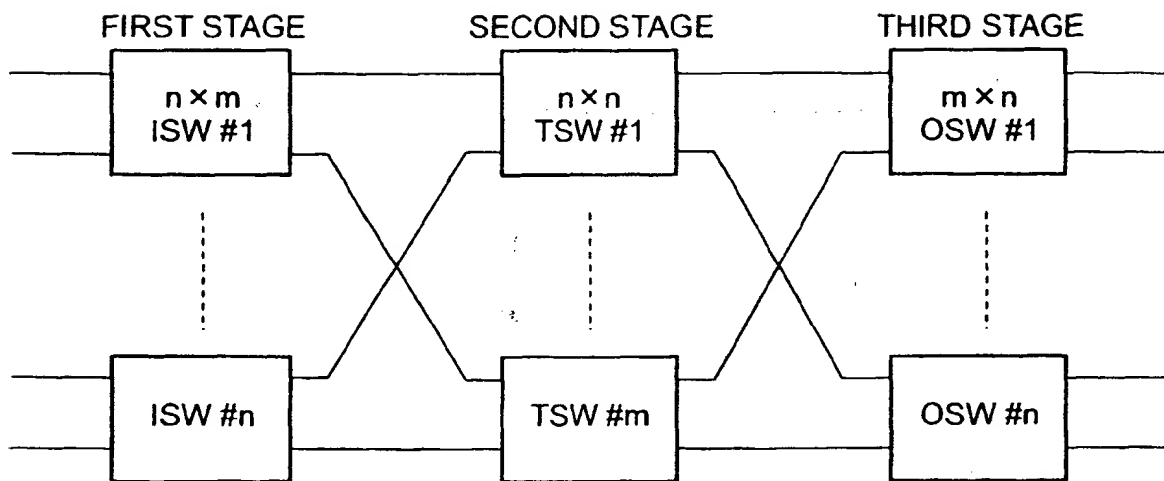 FIRST STAGE
SECOND STAGE
THIRD STAGE
n×m
ISW #1
n×n
TSW #1
m×n
OSW #1
ISW #n
TSW #m
OSW #n